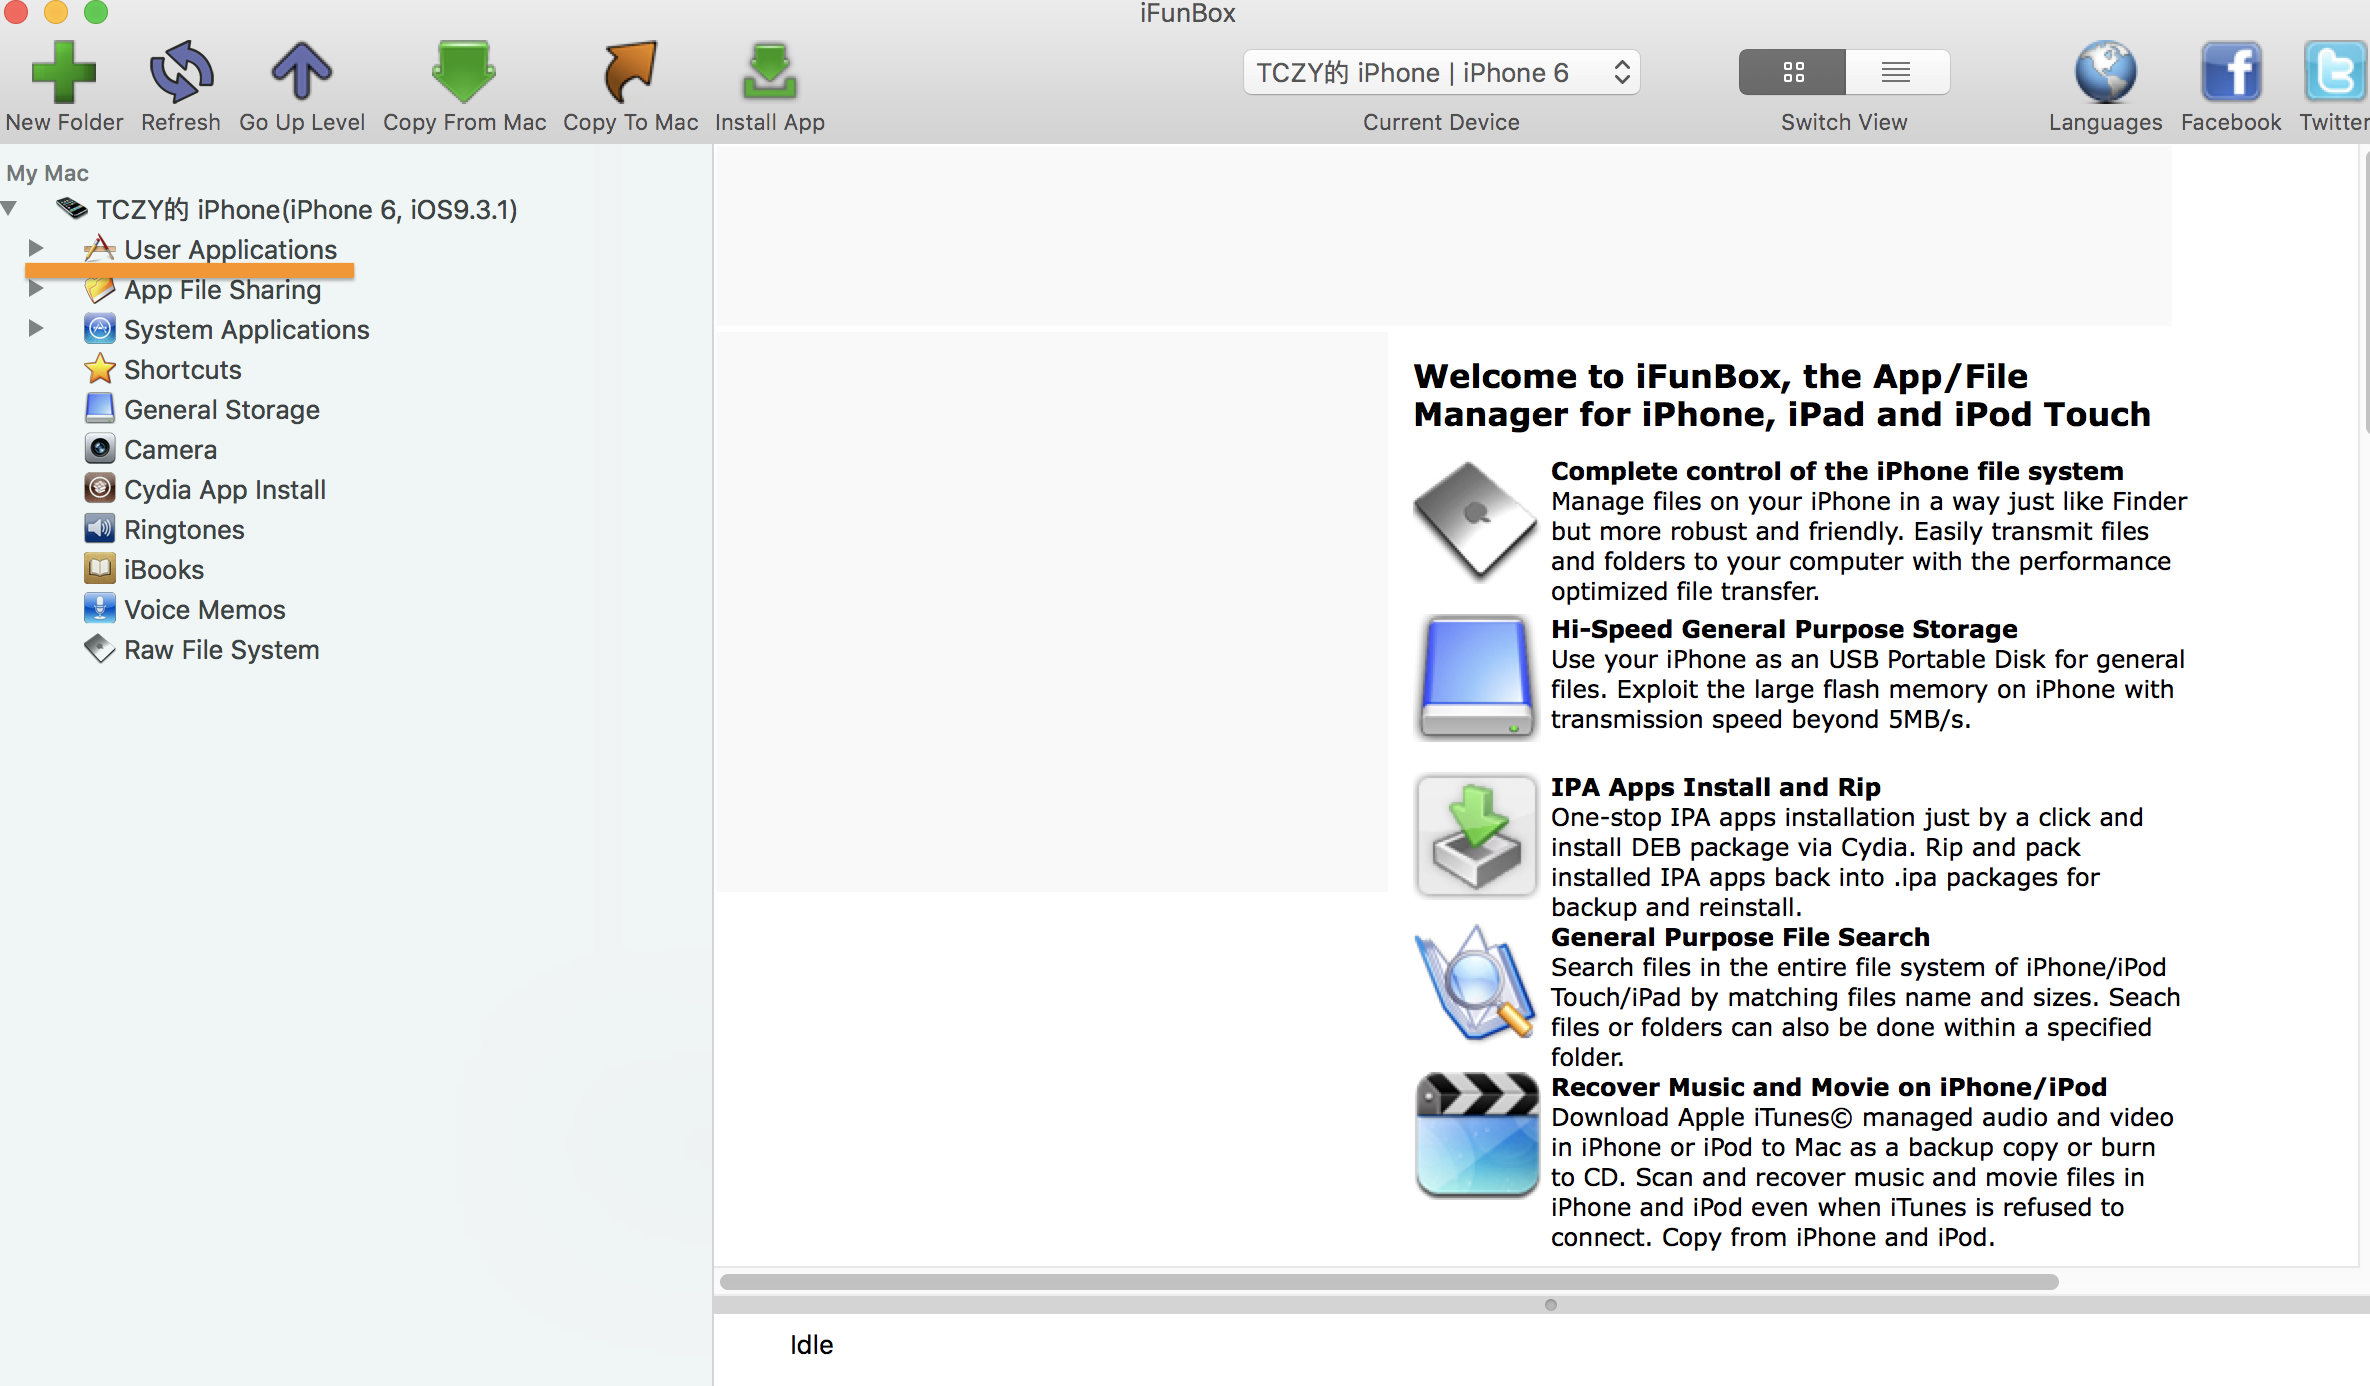 iFunBox
New Folder
Refresh
Go Up Level
Copy From Mac
Copy To Mac
Install App
TCZY的 iPhone | iPhone 6
Current Device
Switch View
Languages
Facebook
Twitter
My Mac
TCZY的 iPhone(iPhone 6, iOS9.3.1)
User Applications
App File Sharing
System Applications
Shortcuts
General Storage
Camera
Cydia App Install
Ringtones
iBooks
Voice Memos
Raw File System
Welcome to iFunBox, the App/File
Manager for iPhone, iPad and iPod Touch
Complete control of the iPhone file system
Manage files on your iPhone in a way just like Finder
but more robust and friendly. Easily transmit files
and folders to your computer with the performance
optimized file transfer.
Hi-Speed General Purpose Storage
Use your iPhone as an USB Portable Disk for general
files. Exploit the large flash memory on iPhone with
transmission speed beyond 5MB/s.
IPA Apps Install and Rip
One-stop IPA apps installation just by a click and
install DEB package via Cydia. Rip and pack
installed IPA apps back into .ipa packages for
backup and reinstall.
General Purpose File Search
Search files in the entire file system of iPhone/iPod
Touch/iPad by matching files name and sizes. Seach
files or folders can also be done within a specified
folder.
Recover Music and Movie on iPhone/iPod
Download Apple iTunes© managed audio and video
in iPhone or iPod to Mac as a backup copy or burn
to CD. Scan and recover music and movie files in
iPhone and iPod even when iTunes is refused to
connect. Copy from iPhone and iPod.
Idle